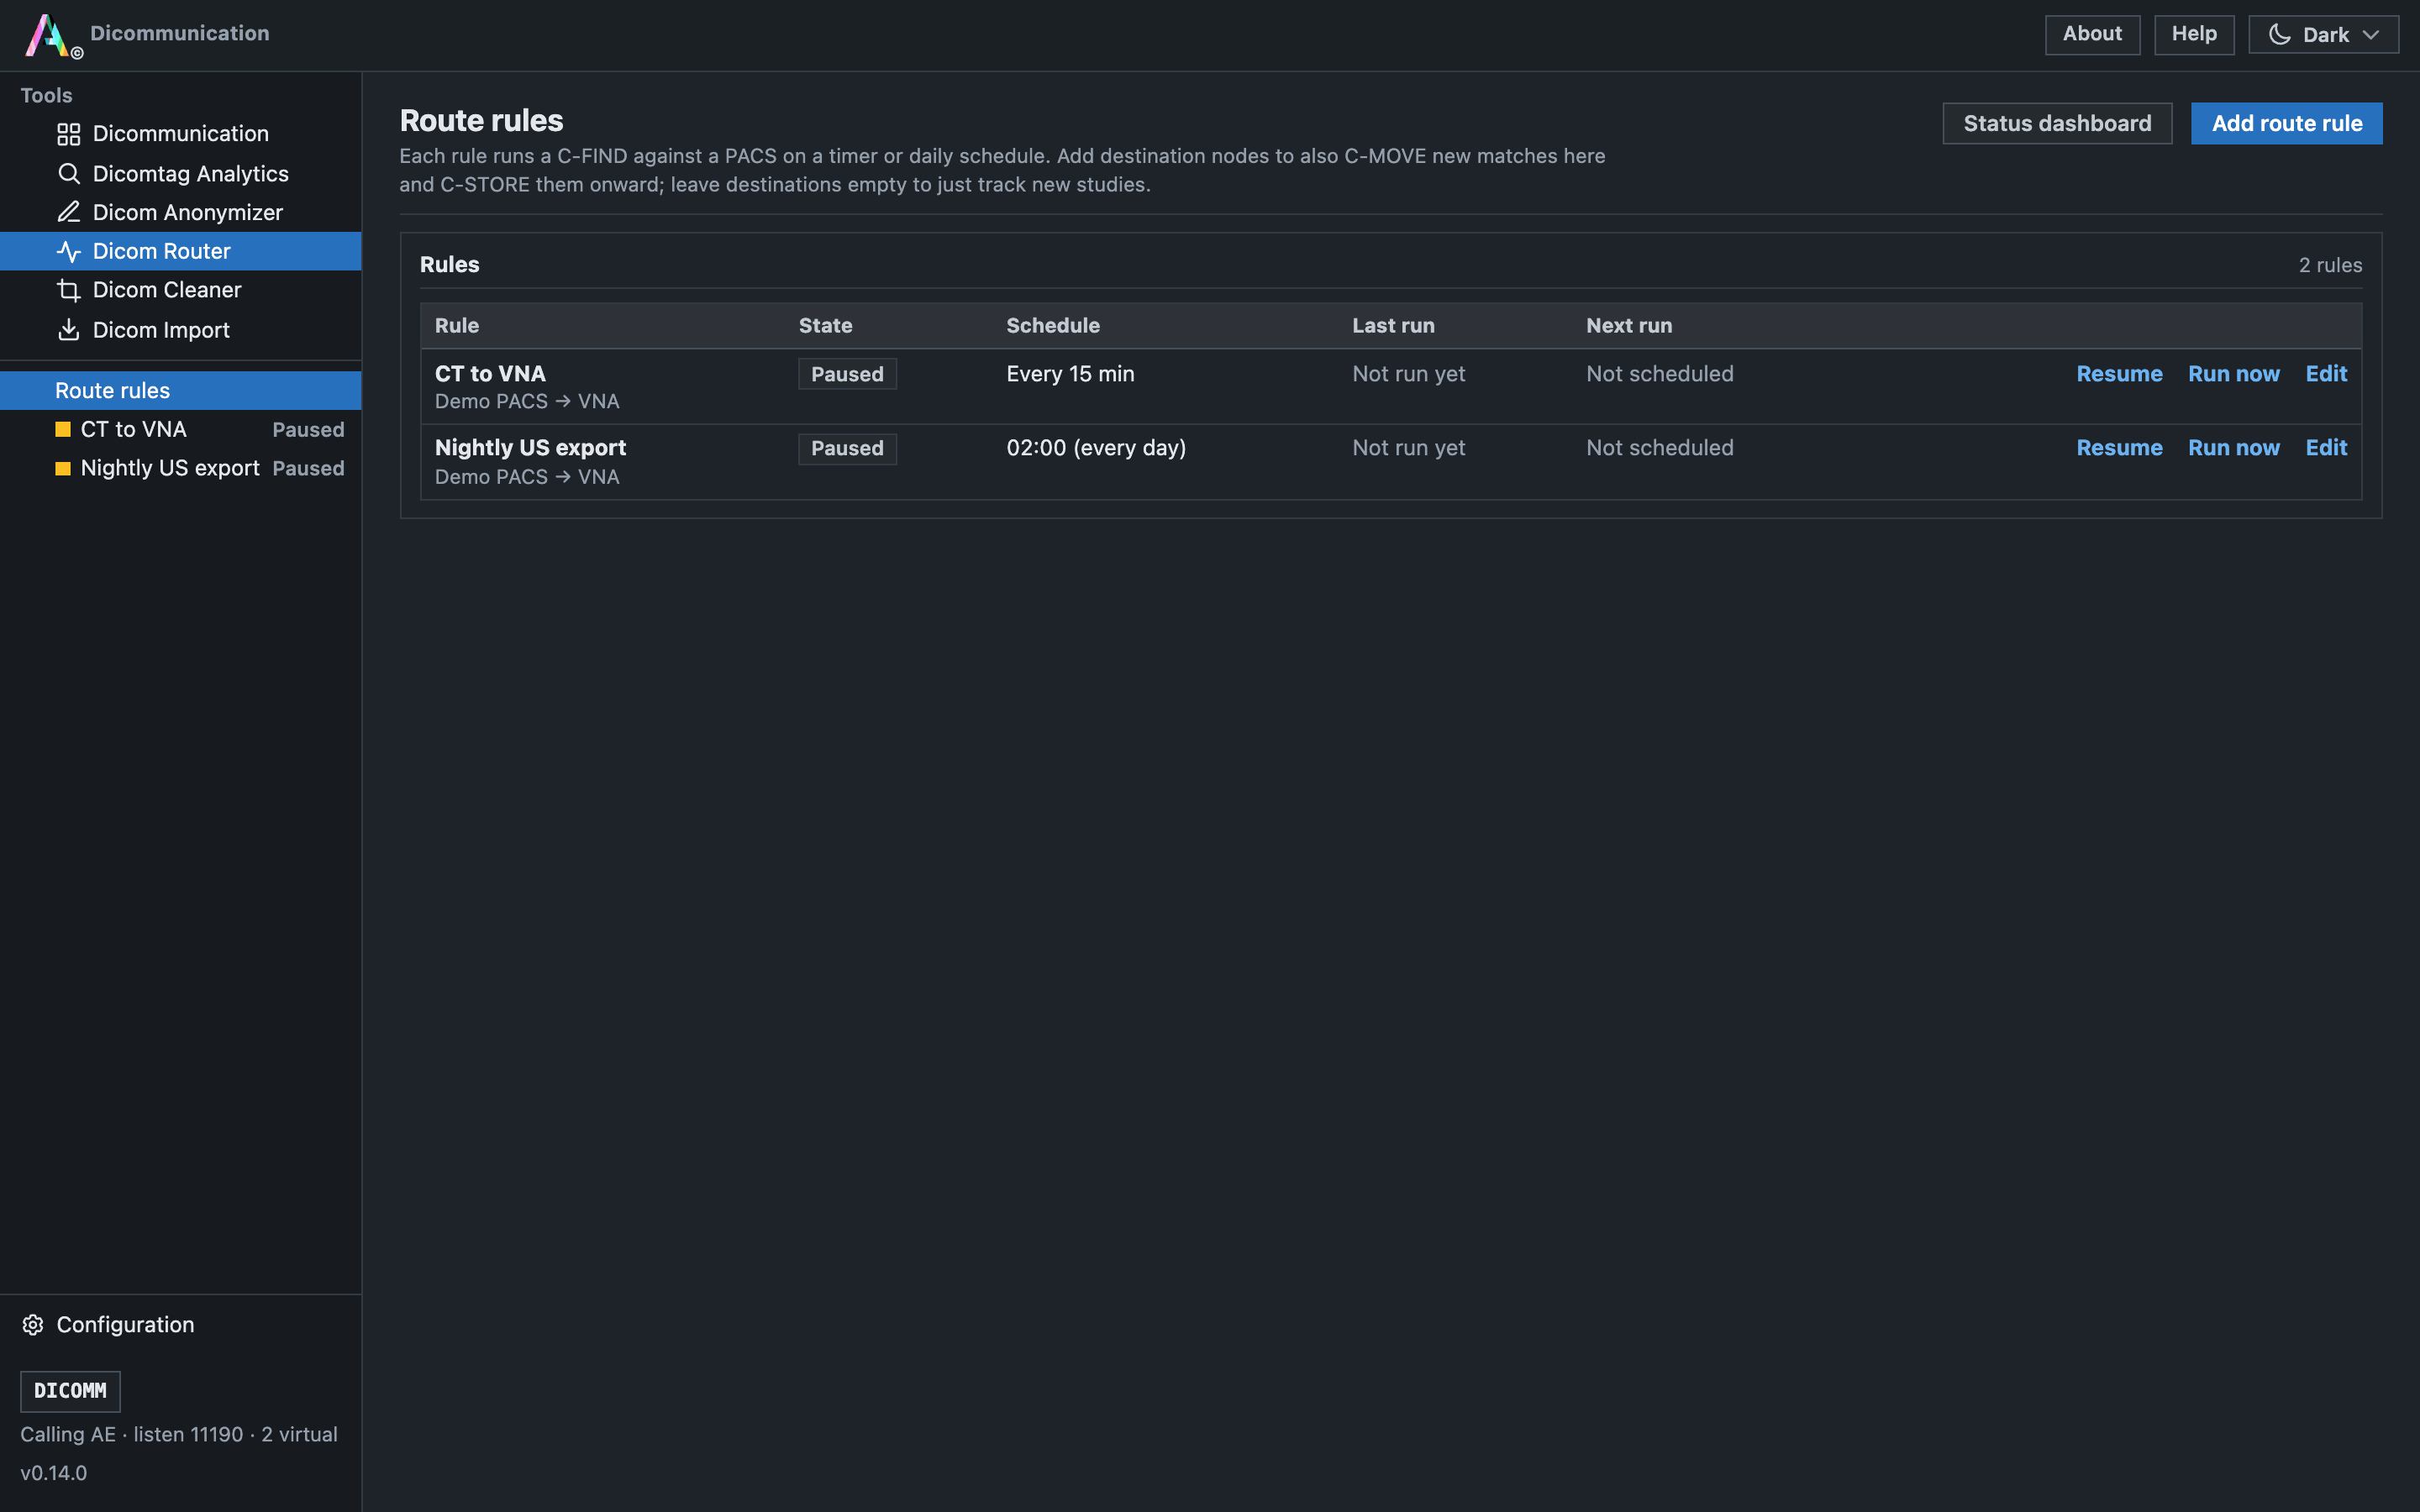 Dicommunication
About
Help
Dark
Tools
Dicommunication
Dicomtag Analytics
Dicom Anonymizer
Dicom Router
Dicom Cleaner
Dicom Import
Route rules
CT to VNA Paused
Nightly US export Paused
Configuration
DICOMM
Calling AE · listen 11190 · 2 virtual
v0.14.0
Route rules
Each rule runs a C-FIND against a PACS on a timer or daily schedule. Add destination nodes to also C-MOVE new matches here
and C-STORE them onward; leave destinations empty to just track new studies.
Status dashboard
Add route rule
Rules
2 rules
Rule State Schedule Last run Next run
CT to VNA Paused Every 15 min Not run yet Not scheduled Resume Run now Edit
Demo PACS → VNA
Nightly US export Paused 02:00 (every day) Not run yet Not scheduled Resume Run now Edit
Demo PACS → VNA